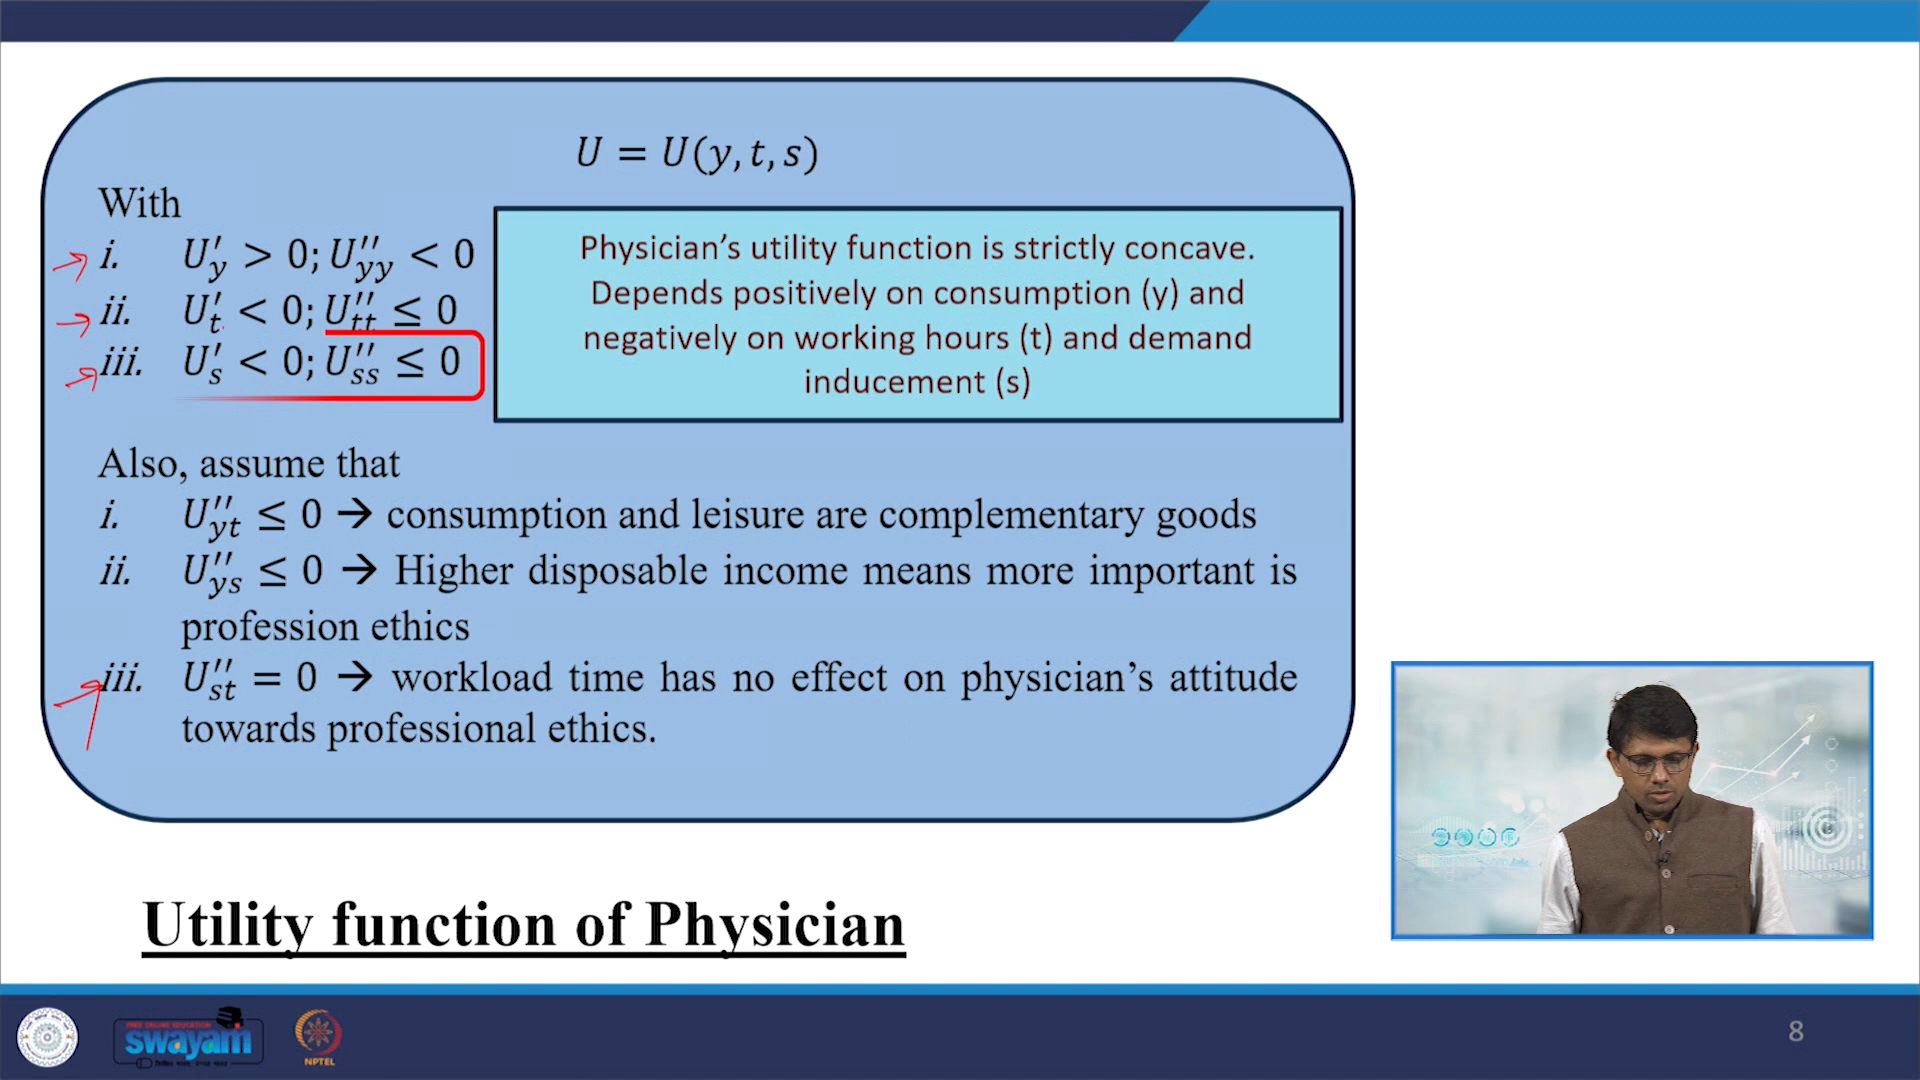 U = U(y, t, s)
With
i. U′y > 0; U′′yy < 0
ii. U′t < 0; U′′tt ≤ 0
iii. U′s < 0; U′′ss ≤ 0
Physician’s utility function is strictly concave.
Depends positively on consumption (y) and
negatively on working hours (t) and demand
inducement (s)
Also, assume that
i. U′′yt ≤ 0 → consumption and leisure are complementary goods
ii. U′′ys ≤ 0 → Higher disposable income means more important is
profession ethics
iii. U′′st = 0 → workload time has no effect on physician’s attitude
towards professional ethics.
Utility function of Physician
FREE ONLINE EDUCATION
swayam
NPTEL
8